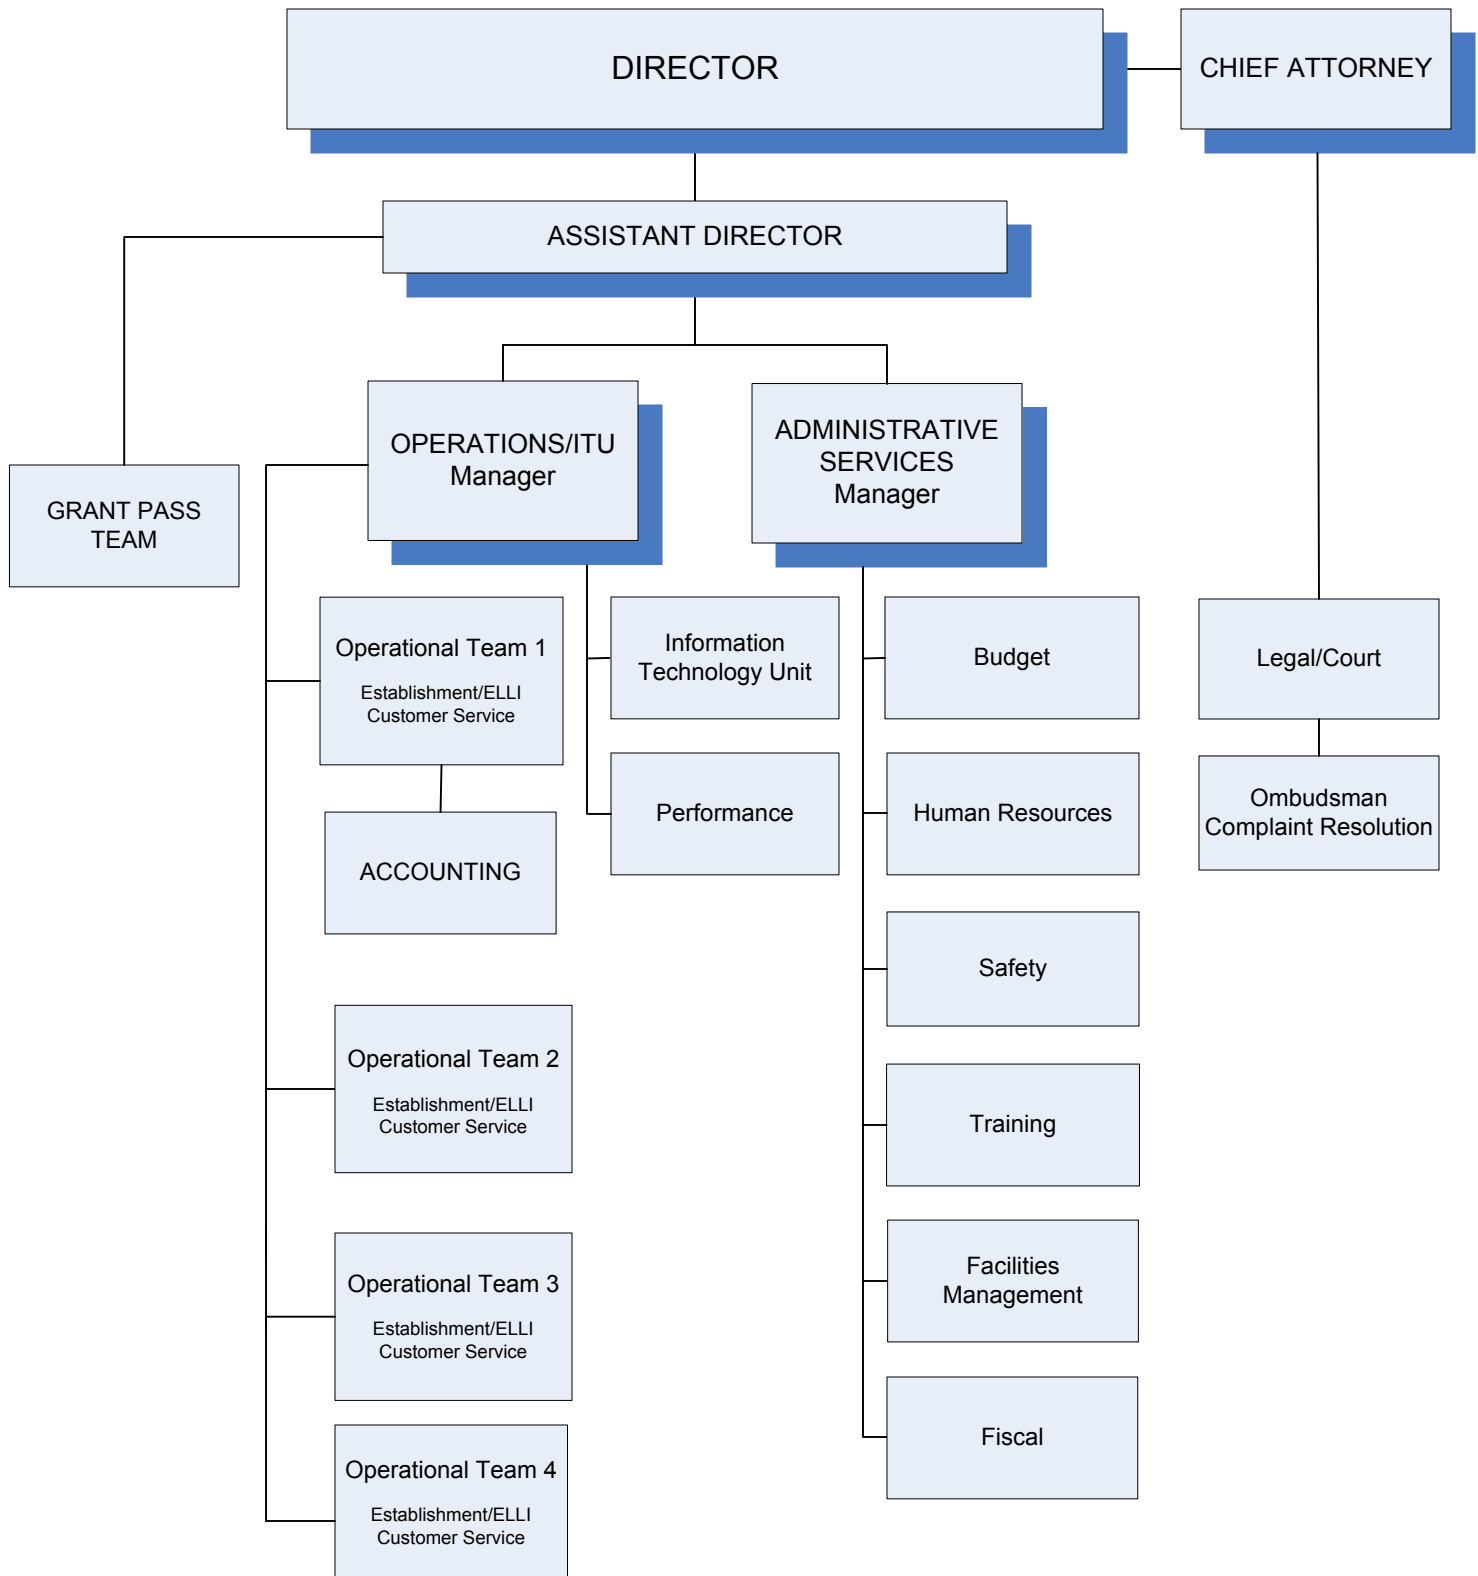 DIRECTOR
CHIEF ATTORNEY
ASSISTANT DIRECTOR
OPERATIONS/ITU
Manager
ADMINISTRATIVE
SERVICES
Manager
GRANT PASS
TEAM
Operational Team 1
Establishment/ELLI
Customer Service
Information
Technology Unit
Budget
Legal/Court
Performance
Human Resources
Ombudsman
Complaint Resolution
ACCOUNTING
Safety
Operational Team 2
Establishment/ELLI
Customer Service
Training
Operational Team 3
Establishment/ELLI
Customer Service
Facilities
Management
Operational Team 4
Establishment/ELLI
Customer Service
Fiscal